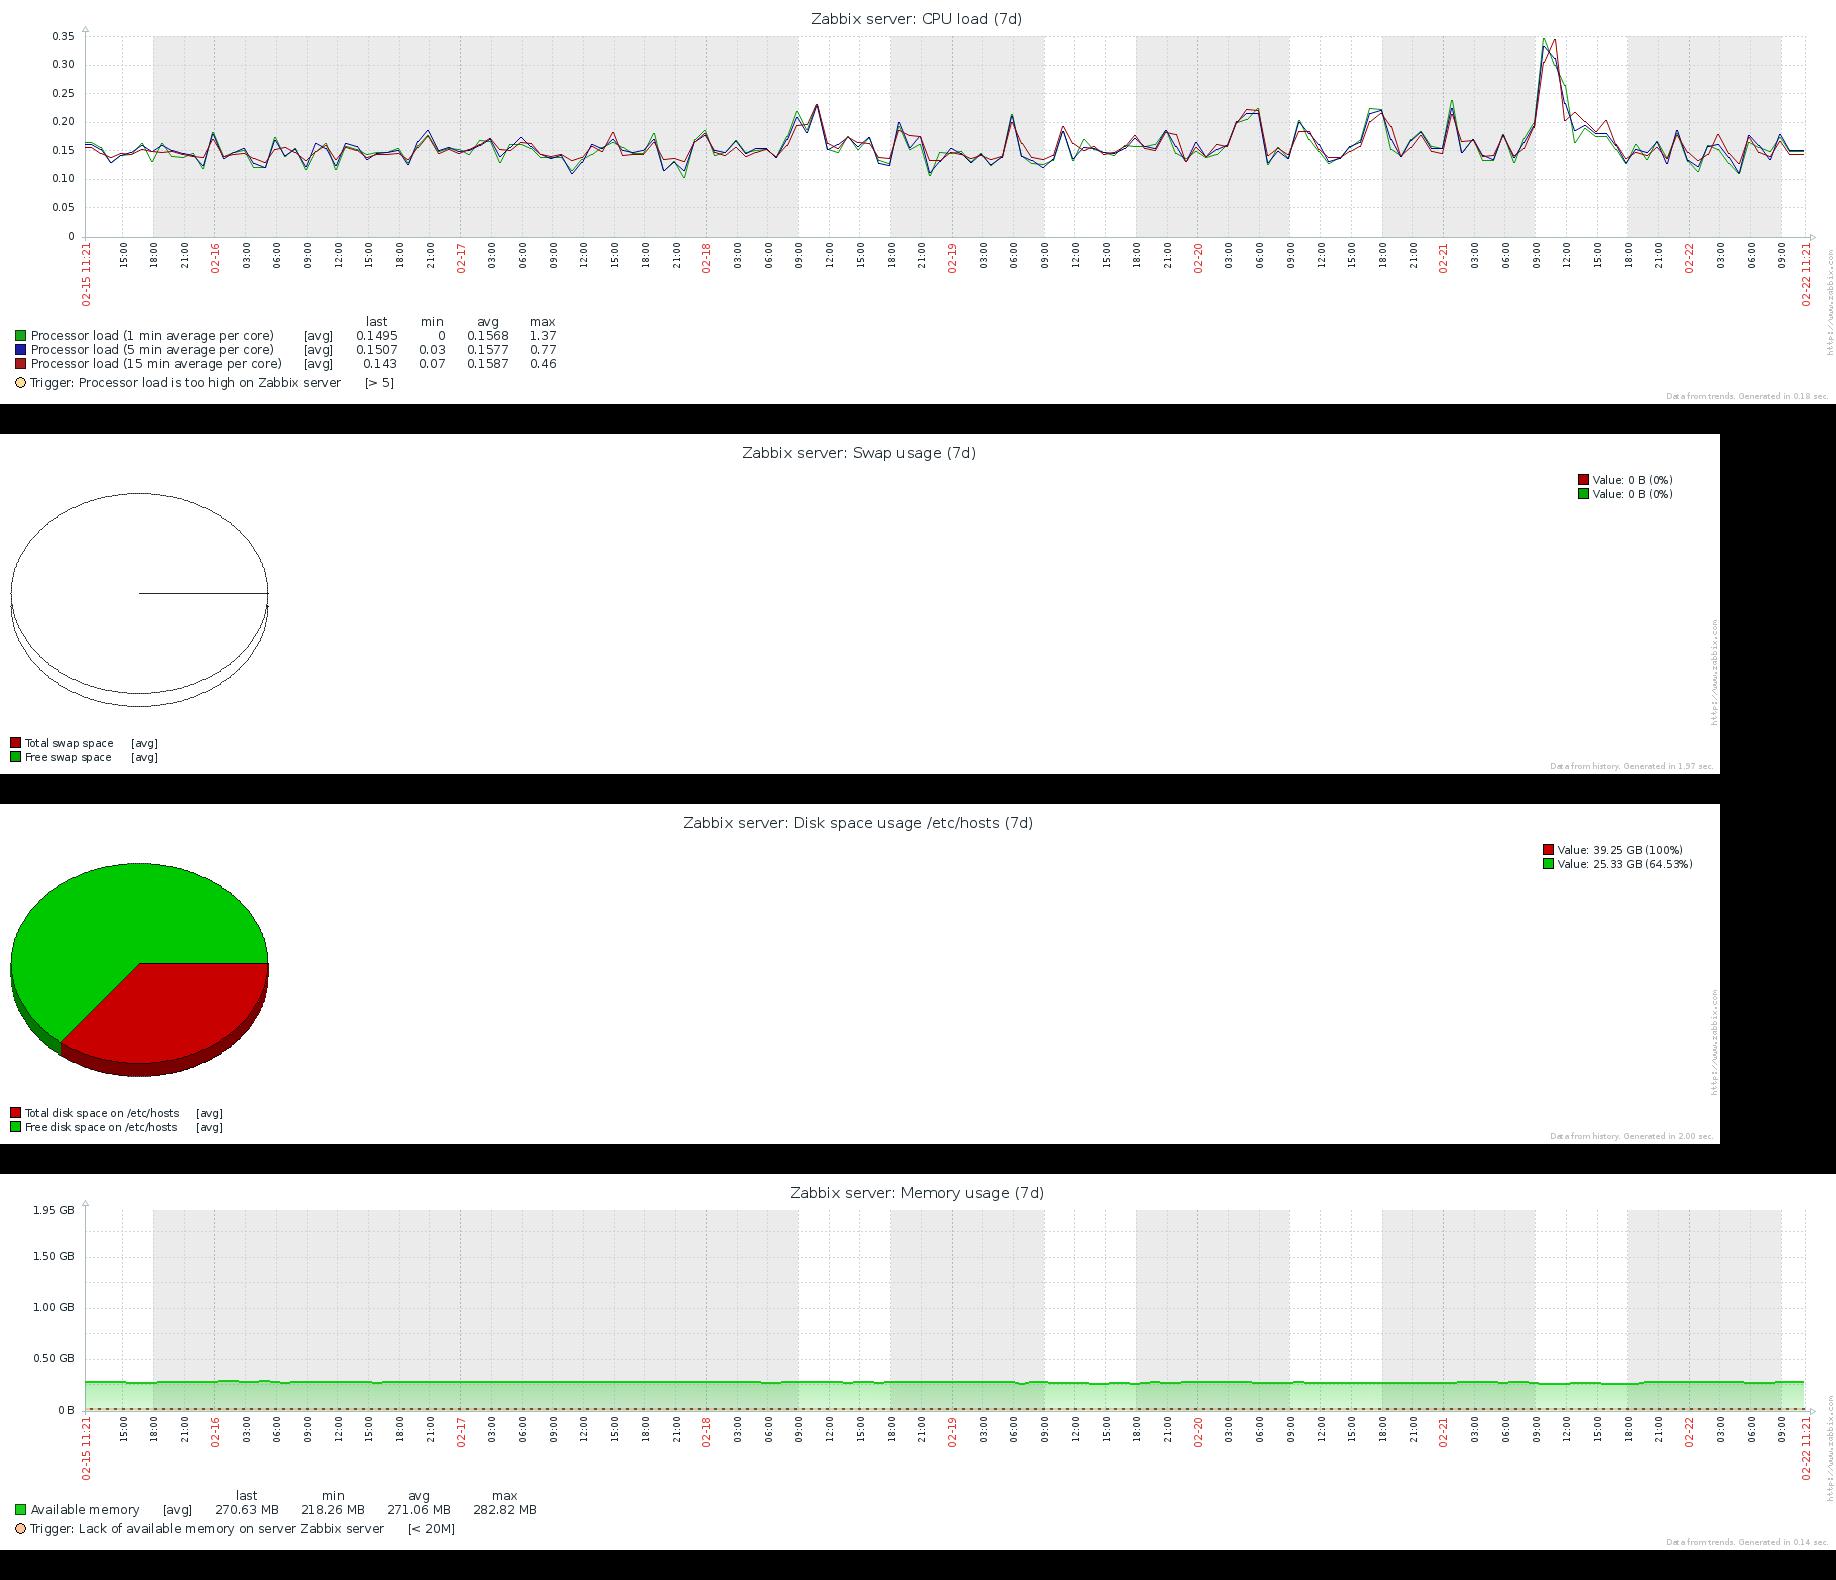 Zabbix server: CPU load (7d)
0.35
0.30
0.25
0.20
0.15
0.10
0.05
0
02-15 11:21 15:00 18:00 21:00 02-16 03:00 06:00 09:00 12:00 15:00 18:00 21:00 02-17 03:00 06:00 09:00 12:00 15:00 18:00 21:00 02-18 03:00 06:00 09:00 12:00 15:00 18:00 21:00 02-19 03:00 06:00 09:00 12:00 15:00 18:00 21:00 02-20 03:00 06:00 09:00 12:00 15:00 18:00 21:00 02-21 03:00 06:00 09:00 12:00 15:00 18:00 21:00 02-22 03:00 06:00 09:00 02-22 11:21
http://www.zabbix.com
last min avg max
Processor load (1 min average per core) [avg] 0.1495 0 0.1568 1.37
Processor load (5 min average per core) [avg] 0.1507 0.03 0.1577 0.77
Processor load (15 min average per core) [avg] 0.143 0.07 0.1587 0.46
Trigger: Processor load is too high on Zabbix server [> 5]
Data from trends. Generated in 0.18 sec.
Zabbix server: Swap usage (7d)
Value: 0 B (0%)
Value: 0 B (0%)
http://www.zabbix.com
Total swap space [avg]
Free swap space [avg]
Data from history. Generated in 1.97 sec.
Zabbix server: Disk space usage /etc/hosts (7d)
Value: 39.25 GB (100%)
Value: 25.33 GB (64.53%)
http://www.zabbix.com
Total disk space on /etc/hosts [avg]
Free disk space on /etc/hosts [avg]
Data from history. Generated in 2.00 sec.
Zabbix server: Memory usage (7d)
1.95 GB
1.50 GB
1.00 GB
0.50 GB
0 B
02-15 11:21 15:00 18:00 21:00 02-16 03:00 06:00 09:00 12:00 15:00 18:00 21:00 02-17 03:00 06:00 09:00 12:00 15:00 18:00 21:00 02-18 03:00 06:00 09:00 12:00 15:00 18:00 21:00 02-19 03:00 06:00 09:00 12:00 15:00 18:00 21:00 02-20 03:00 06:00 09:00 12:00 15:00 18:00 21:00 02-21 03:00 06:00 09:00 12:00 15:00 18:00 21:00 02-22 03:00 06:00 09:00 02-22 11:21
http://www.zabbix.com
last min avg max
Available memory [avg] 270.63 MB 218.26 MB 271.06 MB 282.82 MB
Trigger: Lack of available memory on server Zabbix server [< 20M]
Data from trends. Generated in 0.14 sec.